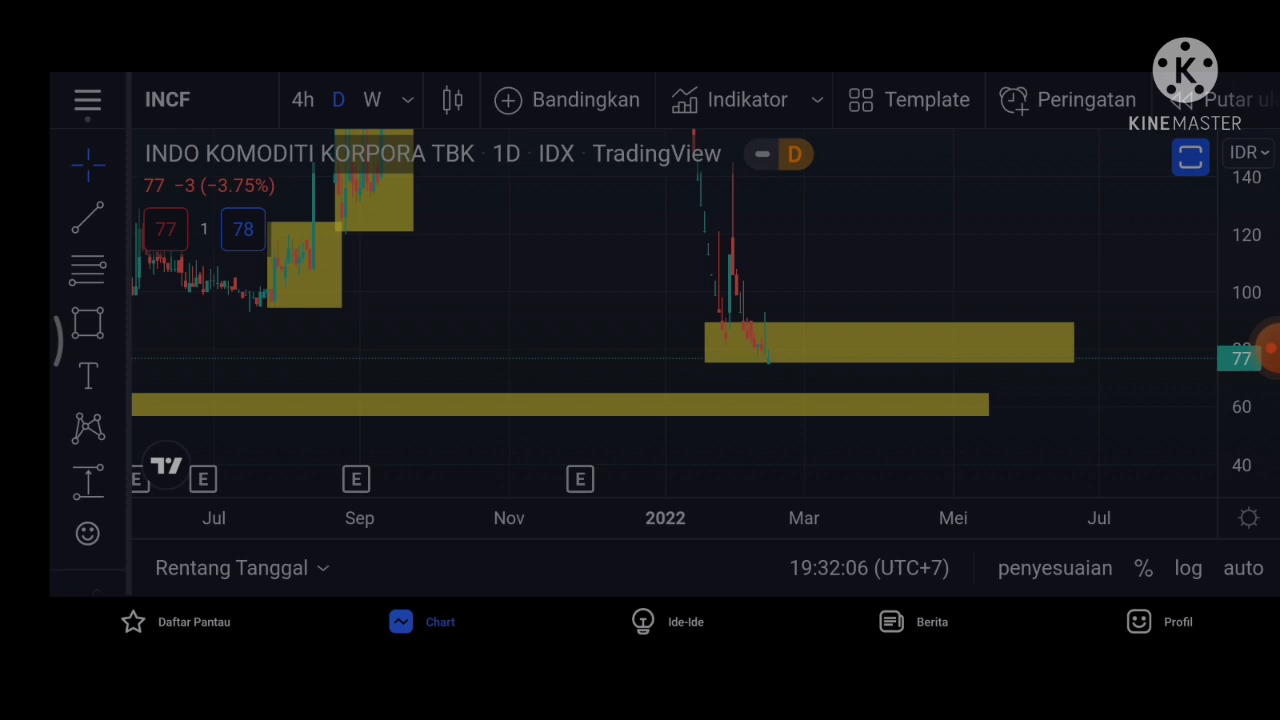 KINEMASTER
INCF 4h D W Bandingkan Indikator Template Peringatan Putar
INDO KOMODITI KORPORA TBK · 1D · IDX · TradingView D IDR
77 −3 (−3.75%)
77 1 78
140
120
100
77
60
40
E E E E
Jul Sep Nov 2022 Mar Mei Jul
Rentang Tanggal 19:32:06 (UTC+7) penyesuaian % log auto
Daftar Pantau Chart Ide-Ide Berita Profil